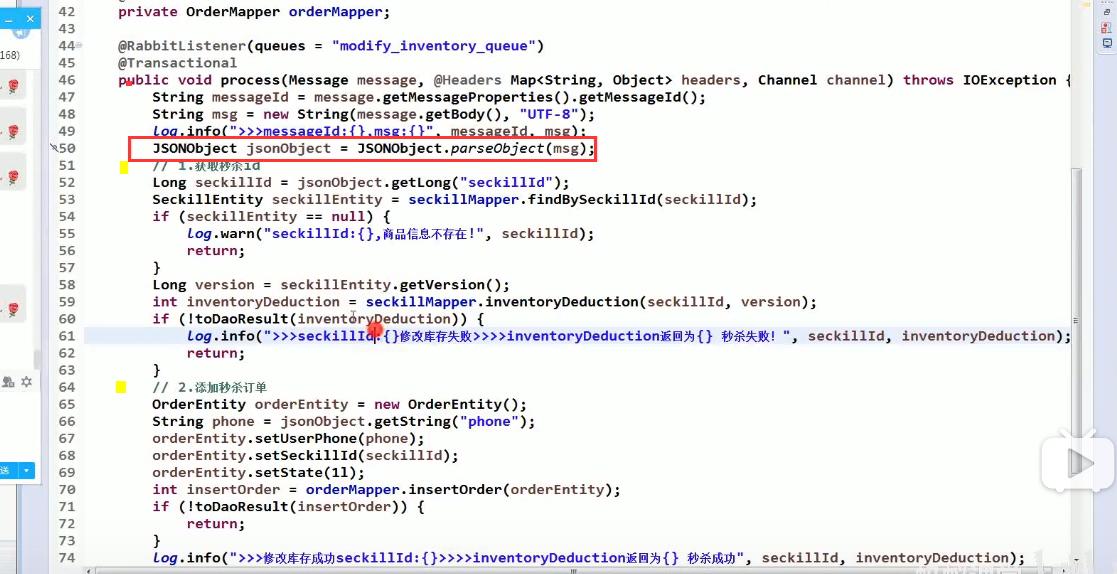 42 private OrderMapper orderMapper;
43
44 @RabbitListener(queues = "modify_inventory_queue")
45 @Transactional
46 public void process(Message message, @Headers Map<String, Object> headers, Channel channel) throws IOException {
168)
47 String messageId = message.getMessageProperties().getMessageId();
48 String msg = new String(message.getBody(), "UTF-8");
49 log.info(">>>messageId:{},msg:{}", messageId, msg);
50 JSONObject jsonObject = JSONObject.parseObject(msg);
51 // 1.获取秒杀id
52 Long seckillId = jsonObject.getLong("seckillId");
53 SeckillEntity seckillEntity = seckillMapper.findBySeckillId(seckillId);
54 if (seckillEntity == null) {
55 log.warn("seckillId:{},商品信息不存在!", seckillId);
56 return;
57 }
58 Long version = seckillEntity.getVersion();
59 int inventoryDeduction = seckillMapper.inventoryDeduction(seckillId, version);
60 if (!toDaoResult(inventoryDeduction)) {
61 log.info(">>>seckillId:{}修改库存失败>>>>inventoryDeduction返回为{} 秒杀失败！", seckillId, inventoryDeduction);
62 return;
63 }
64 // 2.添加秒杀订单
65 OrderEntity orderEntity = new OrderEntity();
66 String phone = jsonObject.getString("phone");
67 orderEntity.setUserPhone(phone);
68 orderEntity.setSeckillId(seckillId);
69 orderEntity.setState(1l);
送
70 int insertOrder = orderMapper.insertOrder(orderEntity);
71 if (!toDaoResult(insertOrder)) {
72 return;
73 }
74 log.info(">>>修改库存成功seckillId:{}>>>>inventoryDeduction返回为{} 秒杀成功", seckillId, inventoryDeduction);